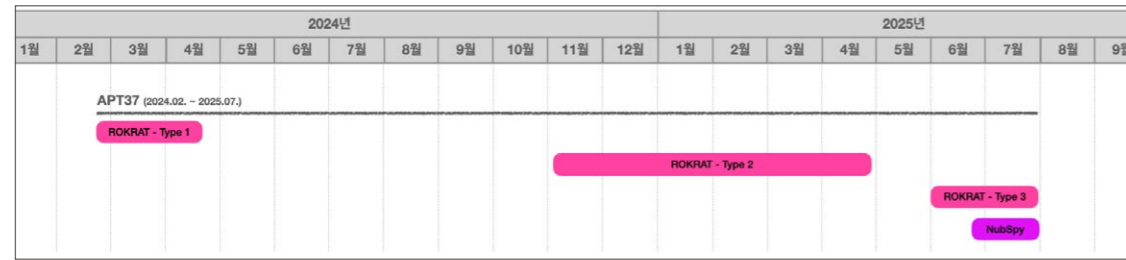 2024년 2025년
1월 2월 3월 4월 5월 6월 7월 8월 9월 10월 11월 12월 1월 2월 3월 4월 5월 6월 7월 8월 9월
APT37 (2024.02. ~ 2025.07.)
ROKRAT - Type 1
ROKRAT - Type 2
ROKRAT - Type 3
NubSpy